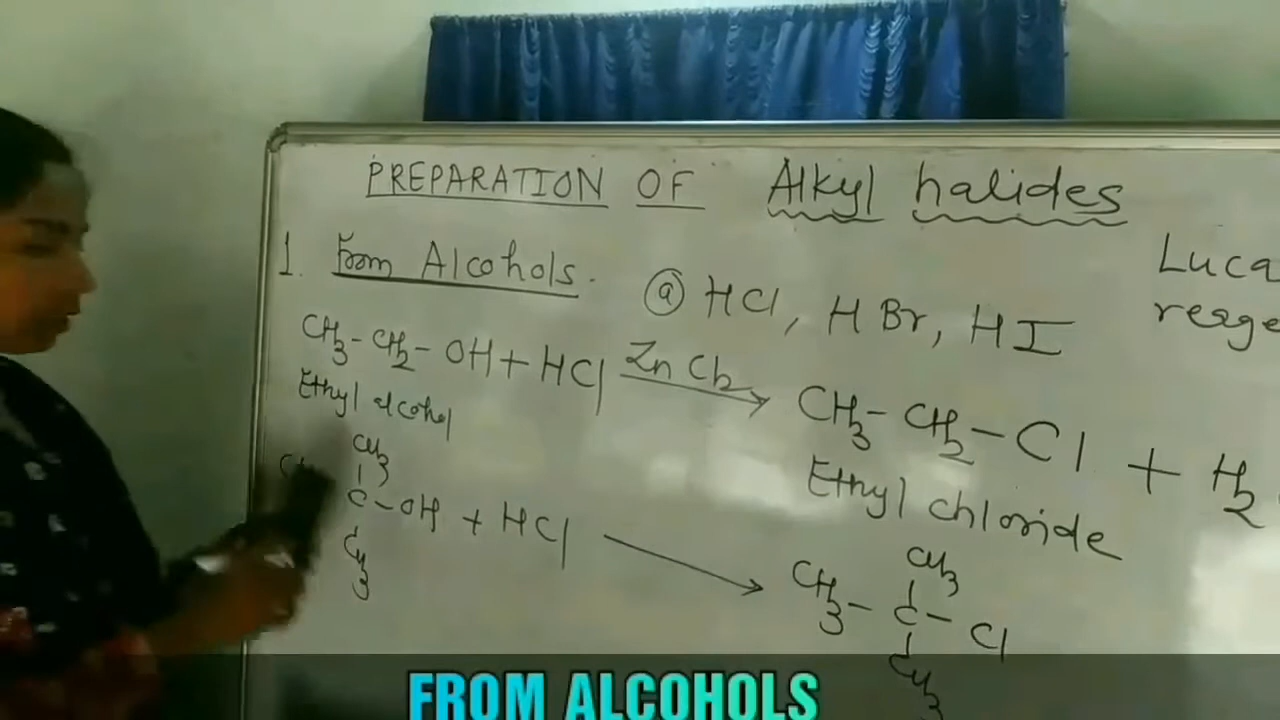 PREPARATION OF Alkyl halides
1. From Alcohols.
@ HCl, HBr, HI
Luca
reage
CH3-CH2-OH+HCl ZnCl2 → CH3-CH2-Cl + H2
Ethyl alcohol
Ethyl chloride
CH3
C-OH + HCl →
CH3
CH3
CH3-C-Cl
CH3
FROM ALCOHOLS